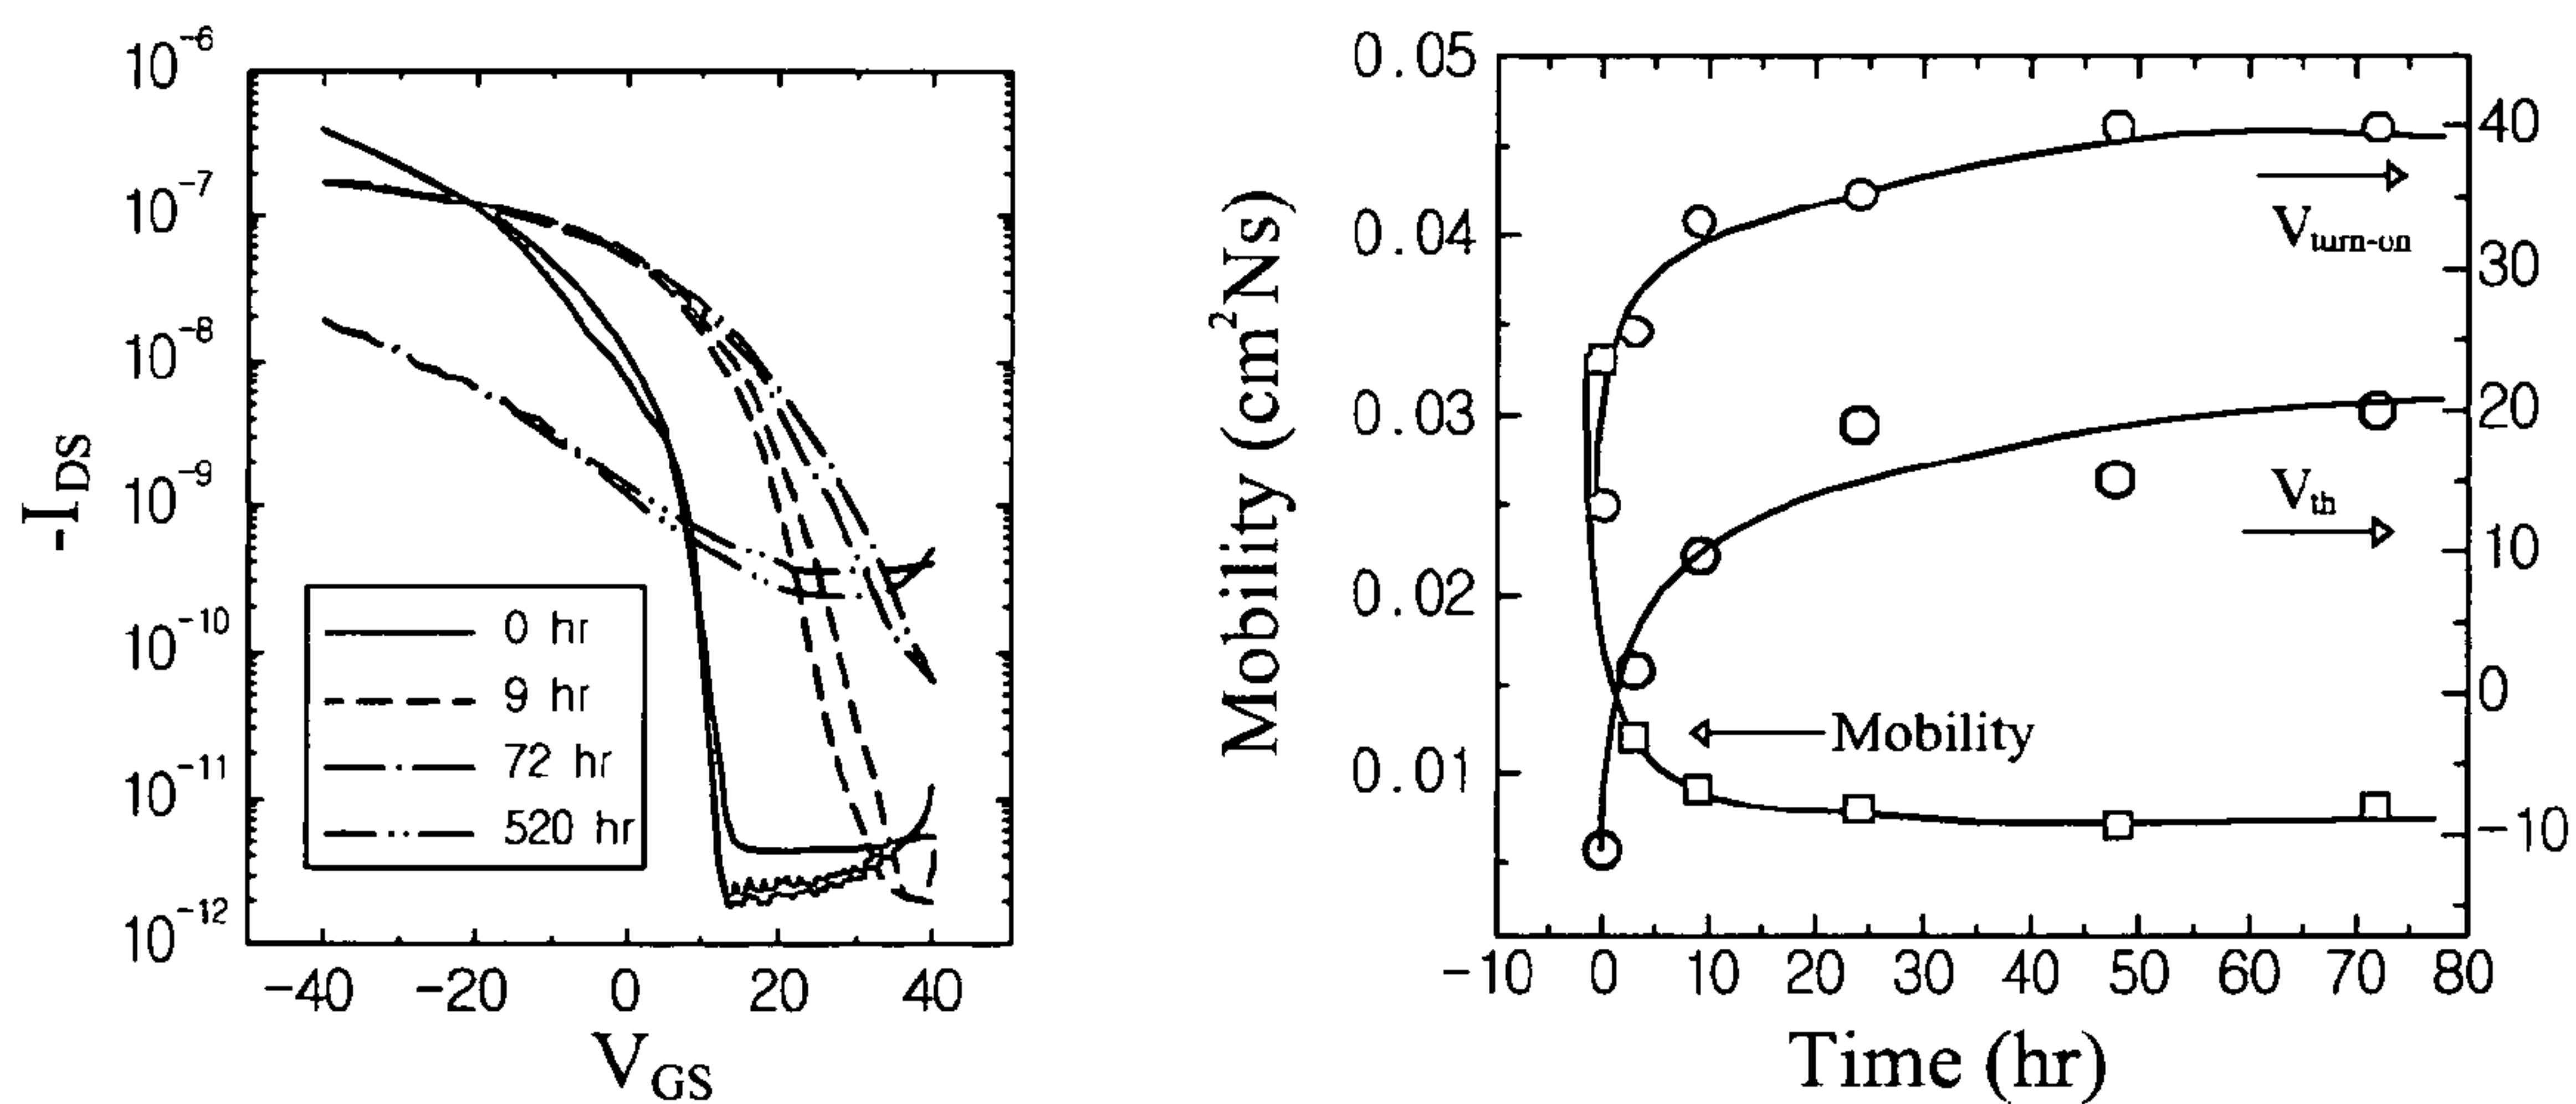 10⁻⁶
10⁻⁷
10⁻⁸
10⁻⁹
10⁻¹⁰
10⁻¹¹
10⁻¹²
-I_DS
0 hr
9 hr
72 hr
520 hr
-40 -20 0 20 40
V_GS
0.05
0.04
0.03
0.02
0.01
Mobility (cm²Ns)
40
30
20
10
0
-10
V_turn-on
V_th
Mobility
-10 0 10 20 30 40 50 60 70 80
Time (hr)